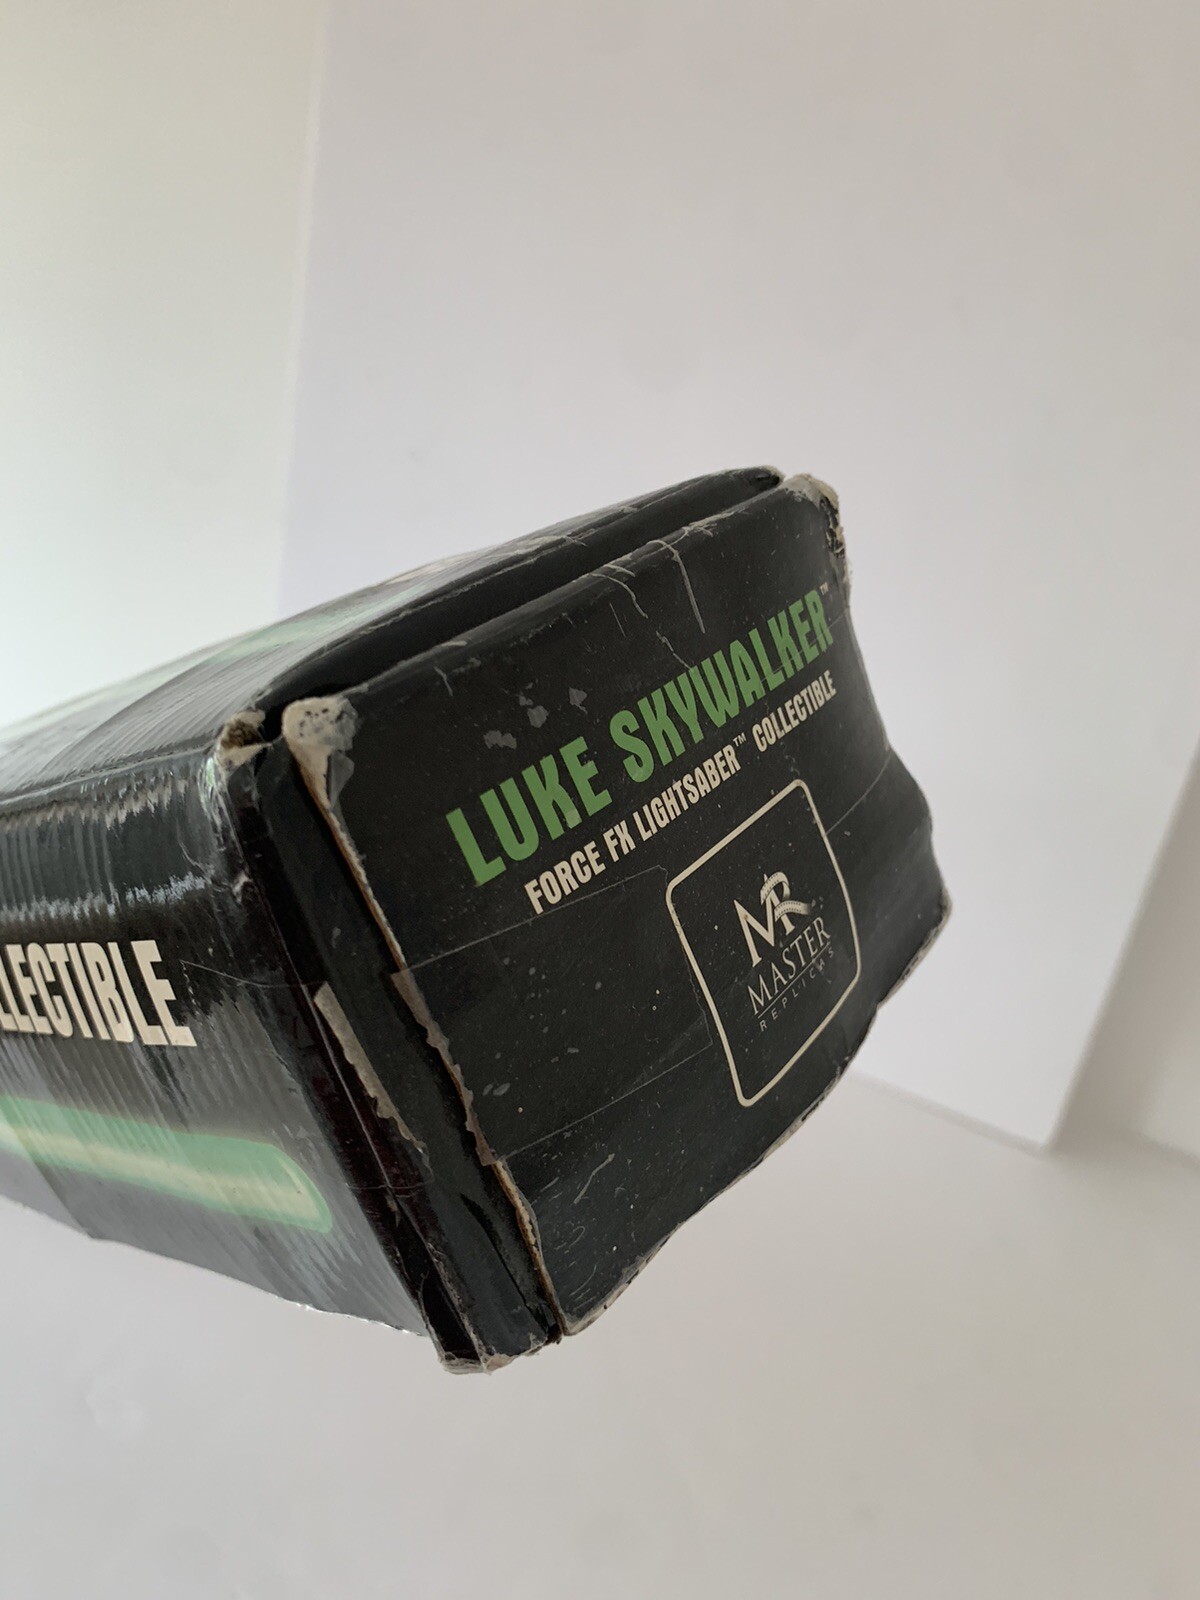 LUKE SKYWALKER™
FORCE FX LIGHTSABER™ COLLECTIBLE
MR
MASTER
REPLICAS
LLECTIBLE